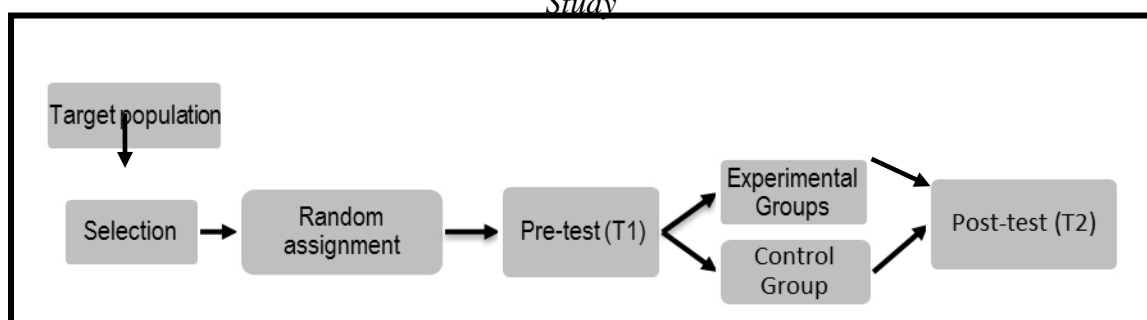 Study
Target population
Selection
Random
assignment
Pre-test (T1)
Experimental
Groups
Control
Group
Post-test (T2)